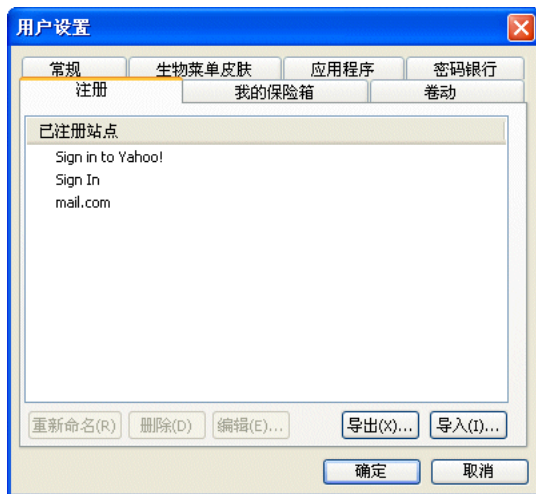 用户设置
常规 生物菜单皮肤 应用程序 密码银行
注册 我的保险箱 卷动
已注册站点
Sign in to Yahoo!
Sign In
mail.com
重新命名(R) 删除(D) 编辑(E)... 导出(X)... 导入(I)...
确定 取消